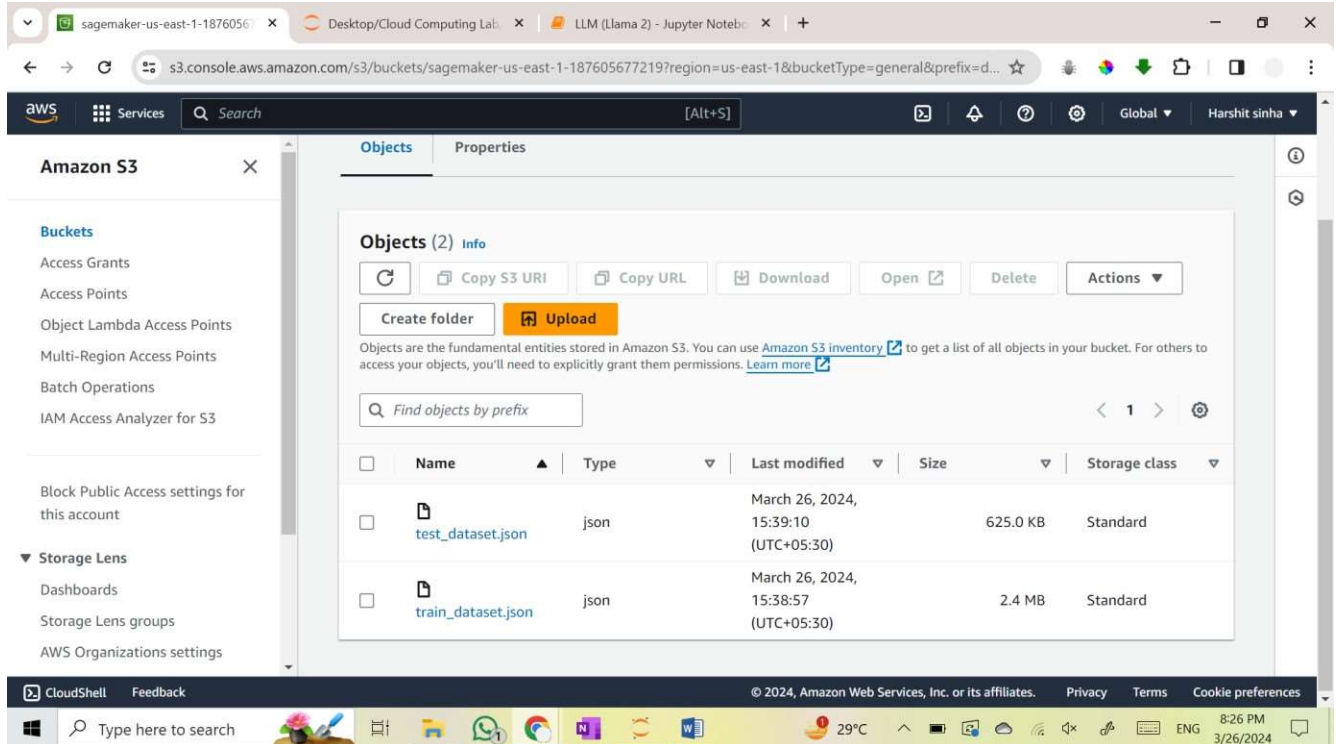 sagemaker-us-east-1-1876056
Desktop/Cloud Computing Lab
LLM (Llama 2) - Jupyter Notebo
s3.console.aws.amazon.com/s3/buckets/sagemaker-us-east-1-187605677219?region=us-east-1&bucketType=general&prefix=d...
aws
Services
Search
[Alt+S]
Global
Harshit sinha
Amazon S3
Buckets
Access Grants
Access Points
Object Lambda Access Points
Multi-Region Access Points
Batch Operations
IAM Access Analyzer for S3
Block Public Access settings for
this account
Storage Lens
Dashboards
Storage Lens groups
AWS Organizations settings
Objects Properties
Objects (2) Info
Copy S3 URI Copy URL Download Open Delete Actions
Create folder Upload
Objects are the fundamental entities stored in Amazon S3. You can use Amazon S3 inventory to get a list of all objects in your bucket. For others to
access your objects, you'll need to explicitly grant them permissions. Learn more
Find objects by prefix
1
Name Type Last modified Size Storage class
test_dataset.json json March 26, 2024,
15:39:10
(UTC+05:30) 625.0 KB Standard
train_dataset.json json March 26, 2024,
15:38:57
(UTC+05:30) 2.4 MB Standard
CloudShell Feedback © 2024, Amazon Web Services, Inc. or its affiliates. Privacy Terms Cookie preferences
Type here to search
29°C ENG 8:26 PM
3/26/2024